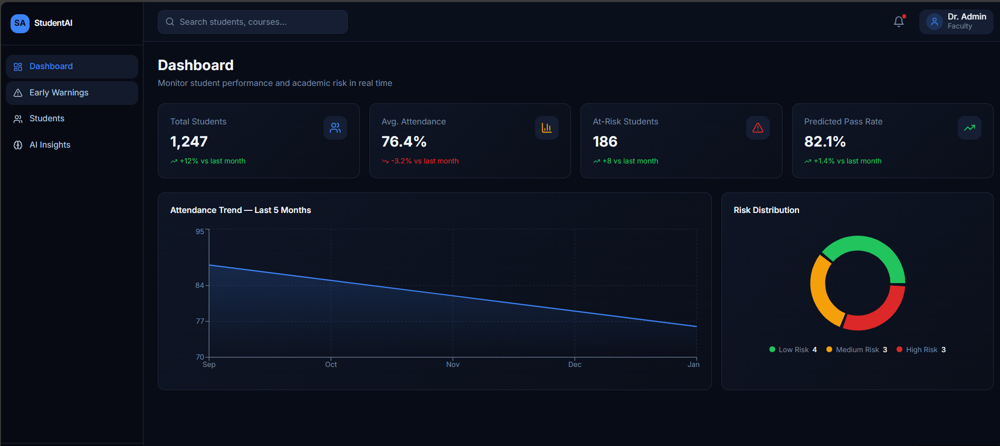 SA StudentAI
Search students, courses...
Dr. Admin
Faculty
Dashboard
Early Warnings
Students
AI Insights
Dashboard
Monitor student performance and academic risk in real time
Total Students
1,247
+12% vs last month
Avg. Attendance
76.4%
-3.2% vs last month
At-Risk Students
186
+8 vs last month
Predicted Pass Rate
82.1%
+1.4% vs last month
Attendance Trend — Last 5 Months
95
84
77
70
Sep Oct Nov Dec Jan
Risk Distribution
Low Risk 4 Medium Risk 3 High Risk 3